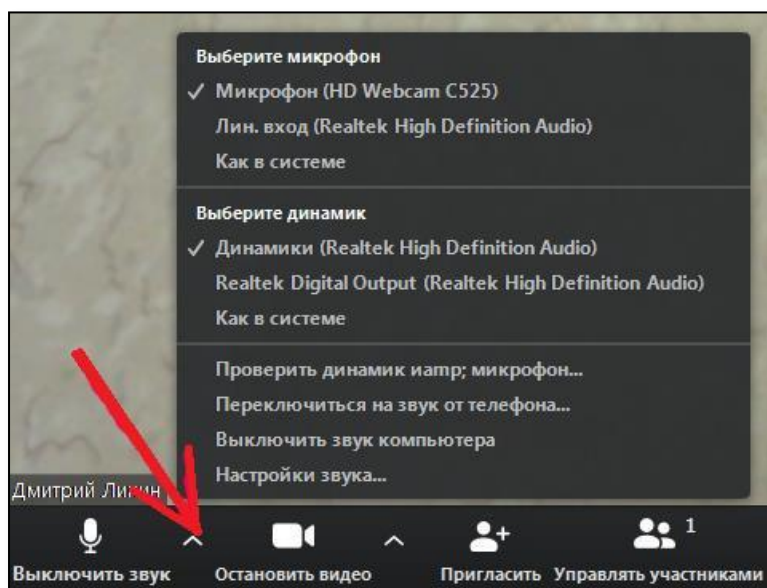 Выберите микрофон
✓ Микрофон (HD Webcam C525)
Лин. вход (Realtek High Definition Audio)
Как в системе
Выберите динамик
✓ Динамики (Realtek High Definition Audio)
Realtek Digital Output (Realtek High Definition Audio)
Как в системе
Проверить динамик иamp; микрофон...
Переключиться на звук от телефона...
Выключить звук компьютера
Настройки звука...
Дмитрий
1
Выключить звук
Остановить видео
Пригласить
Управлять участниками